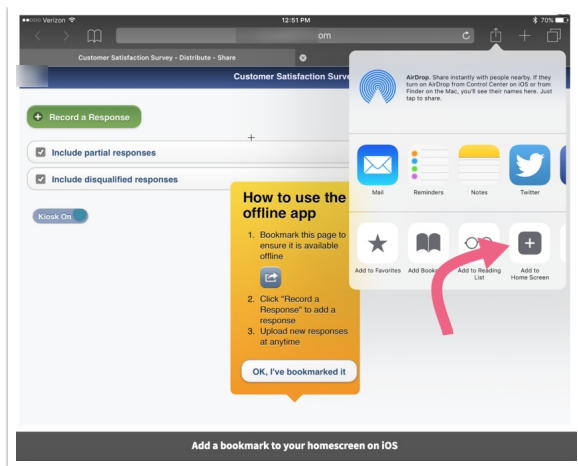 ●●○○○ Verizon 12:51 PM 70%
om
Customer Satisfaction Survey - Distribute - Share
Customer Satisfaction Surve
AirDrop. Share instantly with people nearby. If they
turn on AirDrop from Control Center on iOS or from
Finder on the Mac, you'll see their names here. Just
tap to share.
Record a Response
Include partial responses
Include disqualified responses
Kiosk On
Mail Reminders Notes Twitter
Add to Favorites Add Book Add to Reading List Add to Home Screen
How to use the
offline app
1. Bookmark this page to
ensure it is available
offline
2. Click "Record a
Response" to add a
response
3. Upload new responses
at anytime
OK, I've bookmarked it
Add a bookmark to your homescreen on iOS